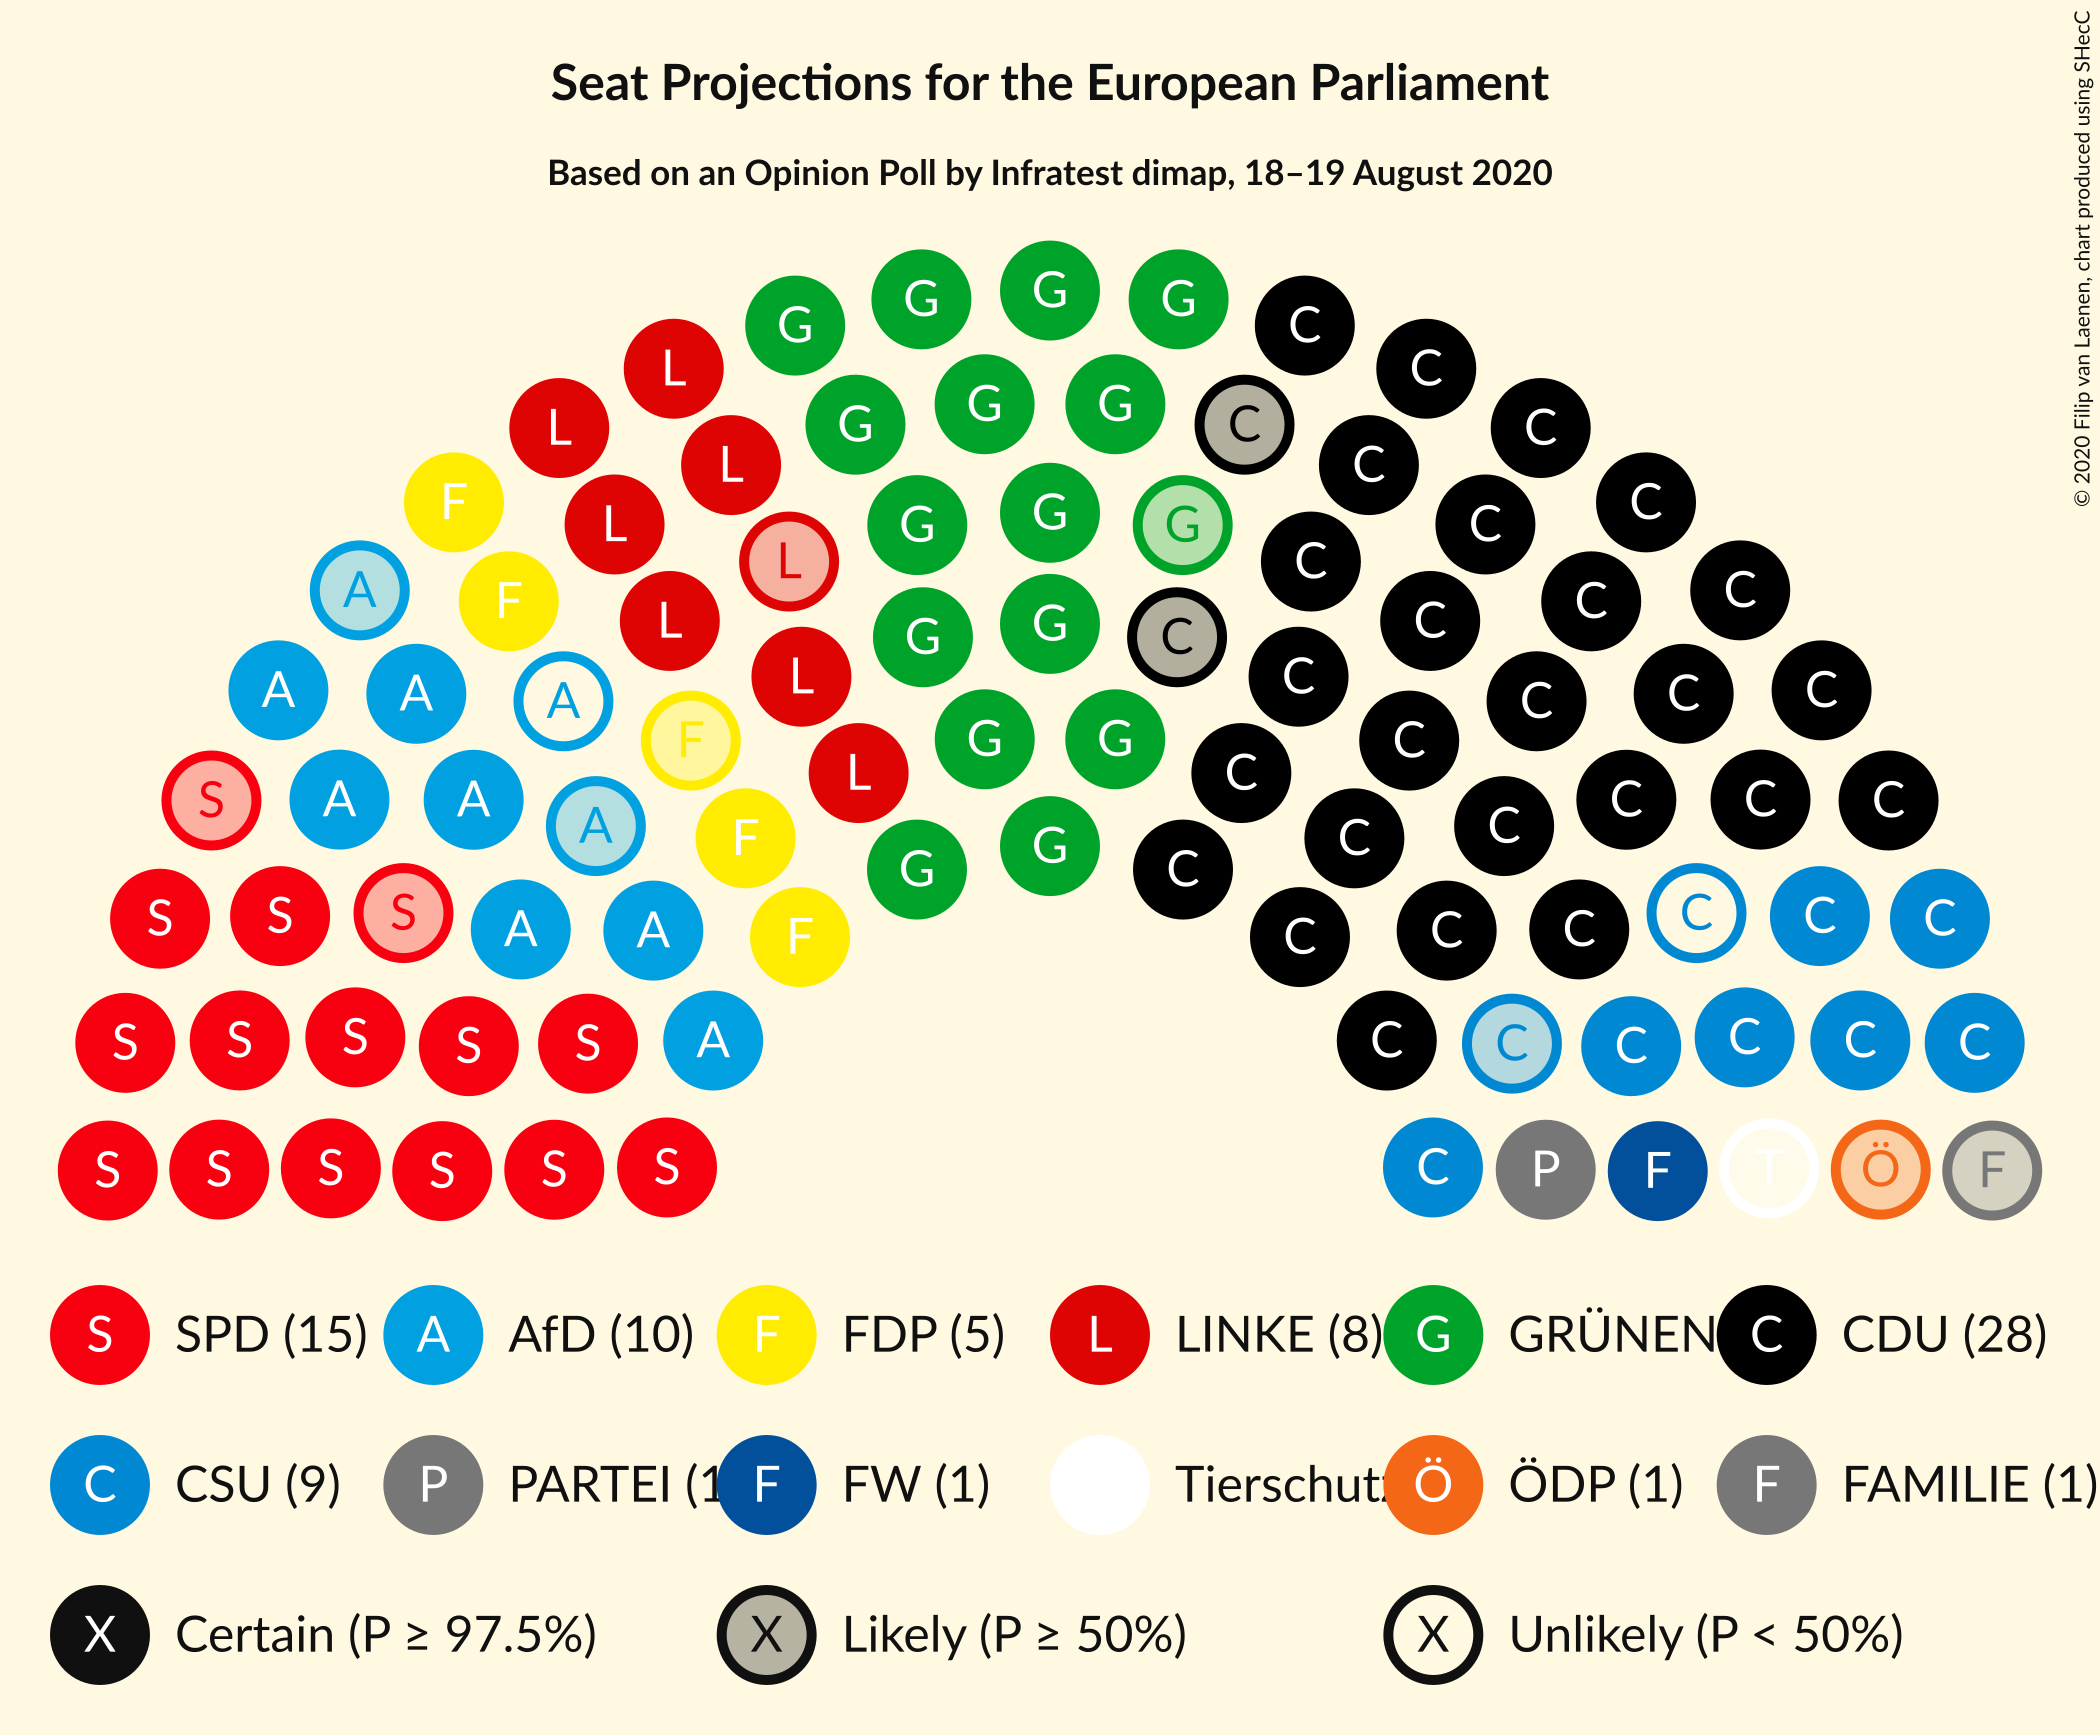 Seat Projections for the European Parliament
Based on an Opinion Poll by Infratest dimap, 18–19 August 2020
© 2020 Filip van Laenen, chart produced using SHecC
G G G G C
L G G G C C
L L G G G C C C
F L L G C C C
A F L G G C C C C
A A A F L G G C C C C C C
S A A A F L G G C C C C C C
S S S A A F G G C C C C C C C
S S S S S A C C C C C C
S S S S S S C P F T Ö F
S SPD (15) A AfD (10) F FDP (5) L LINKE (8) G GRÜNEN C CDU (28)
C CSU (9) P PARTEI (1 F FW (1) Tierschutz Ö ÖDP (1) F FAMILIE (1)
X Certain (P ≥ 97.5%) X Likely (P ≥ 50%) X Unlikely (P < 50%)